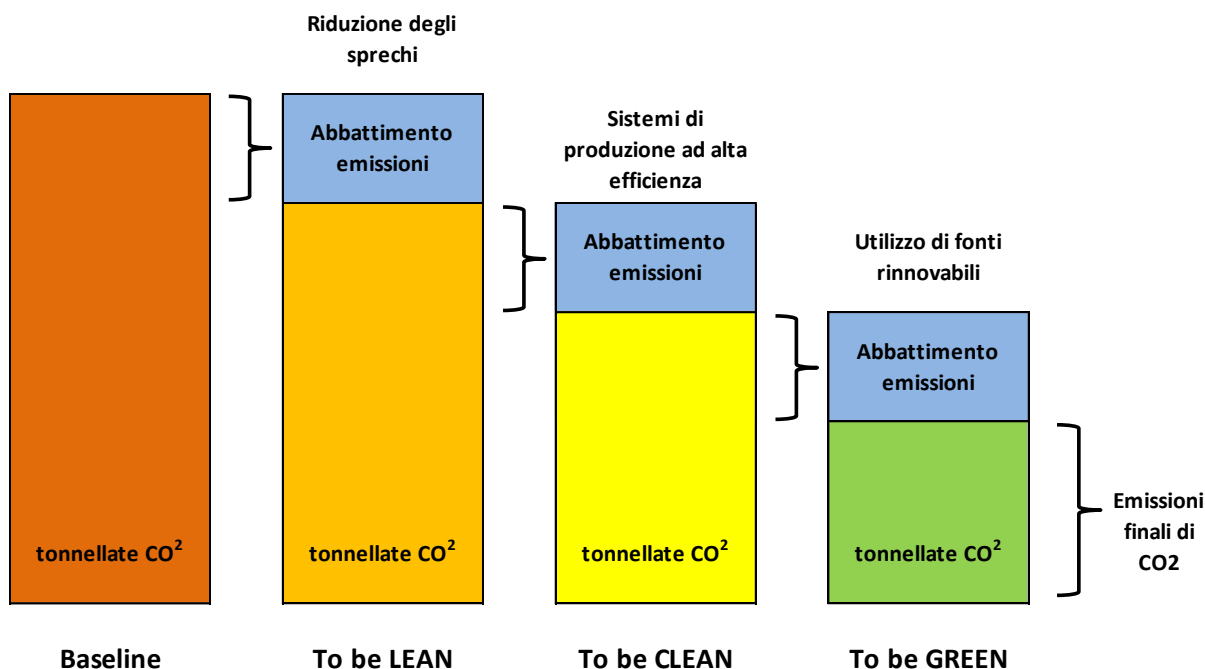 Riduzione degli
sprechi
Abbattimento
emissioni
Sistemi di
produzione ad alta
efficienza
Abbattimento
emissioni
Utilizzo di fonti
rinnovabili
Abbattimento
emissioni
tonnellate CO²
tonnellate CO²
tonnellate CO²
tonnellate CO²
Emissioni
finali di
CO2
Baseline
To be LEAN
To be CLEAN
To be GREEN